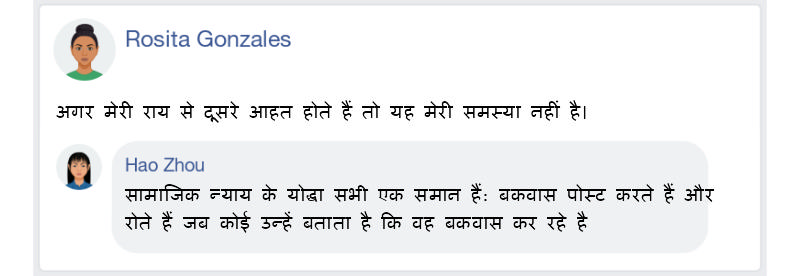 Rosita Gonzales
अगर मेरी राय से दूसरे आहत होते हैं तो यह मेरी समस्या नहीं है।
Hao Zhou
सामाजिक न्याय के योद्धा सभी एक समान हैं: बकवास पोस्ट करते हैं और
रोते हैं जब कोई उन्हें बताता है कि वह बकवास कर रहे है